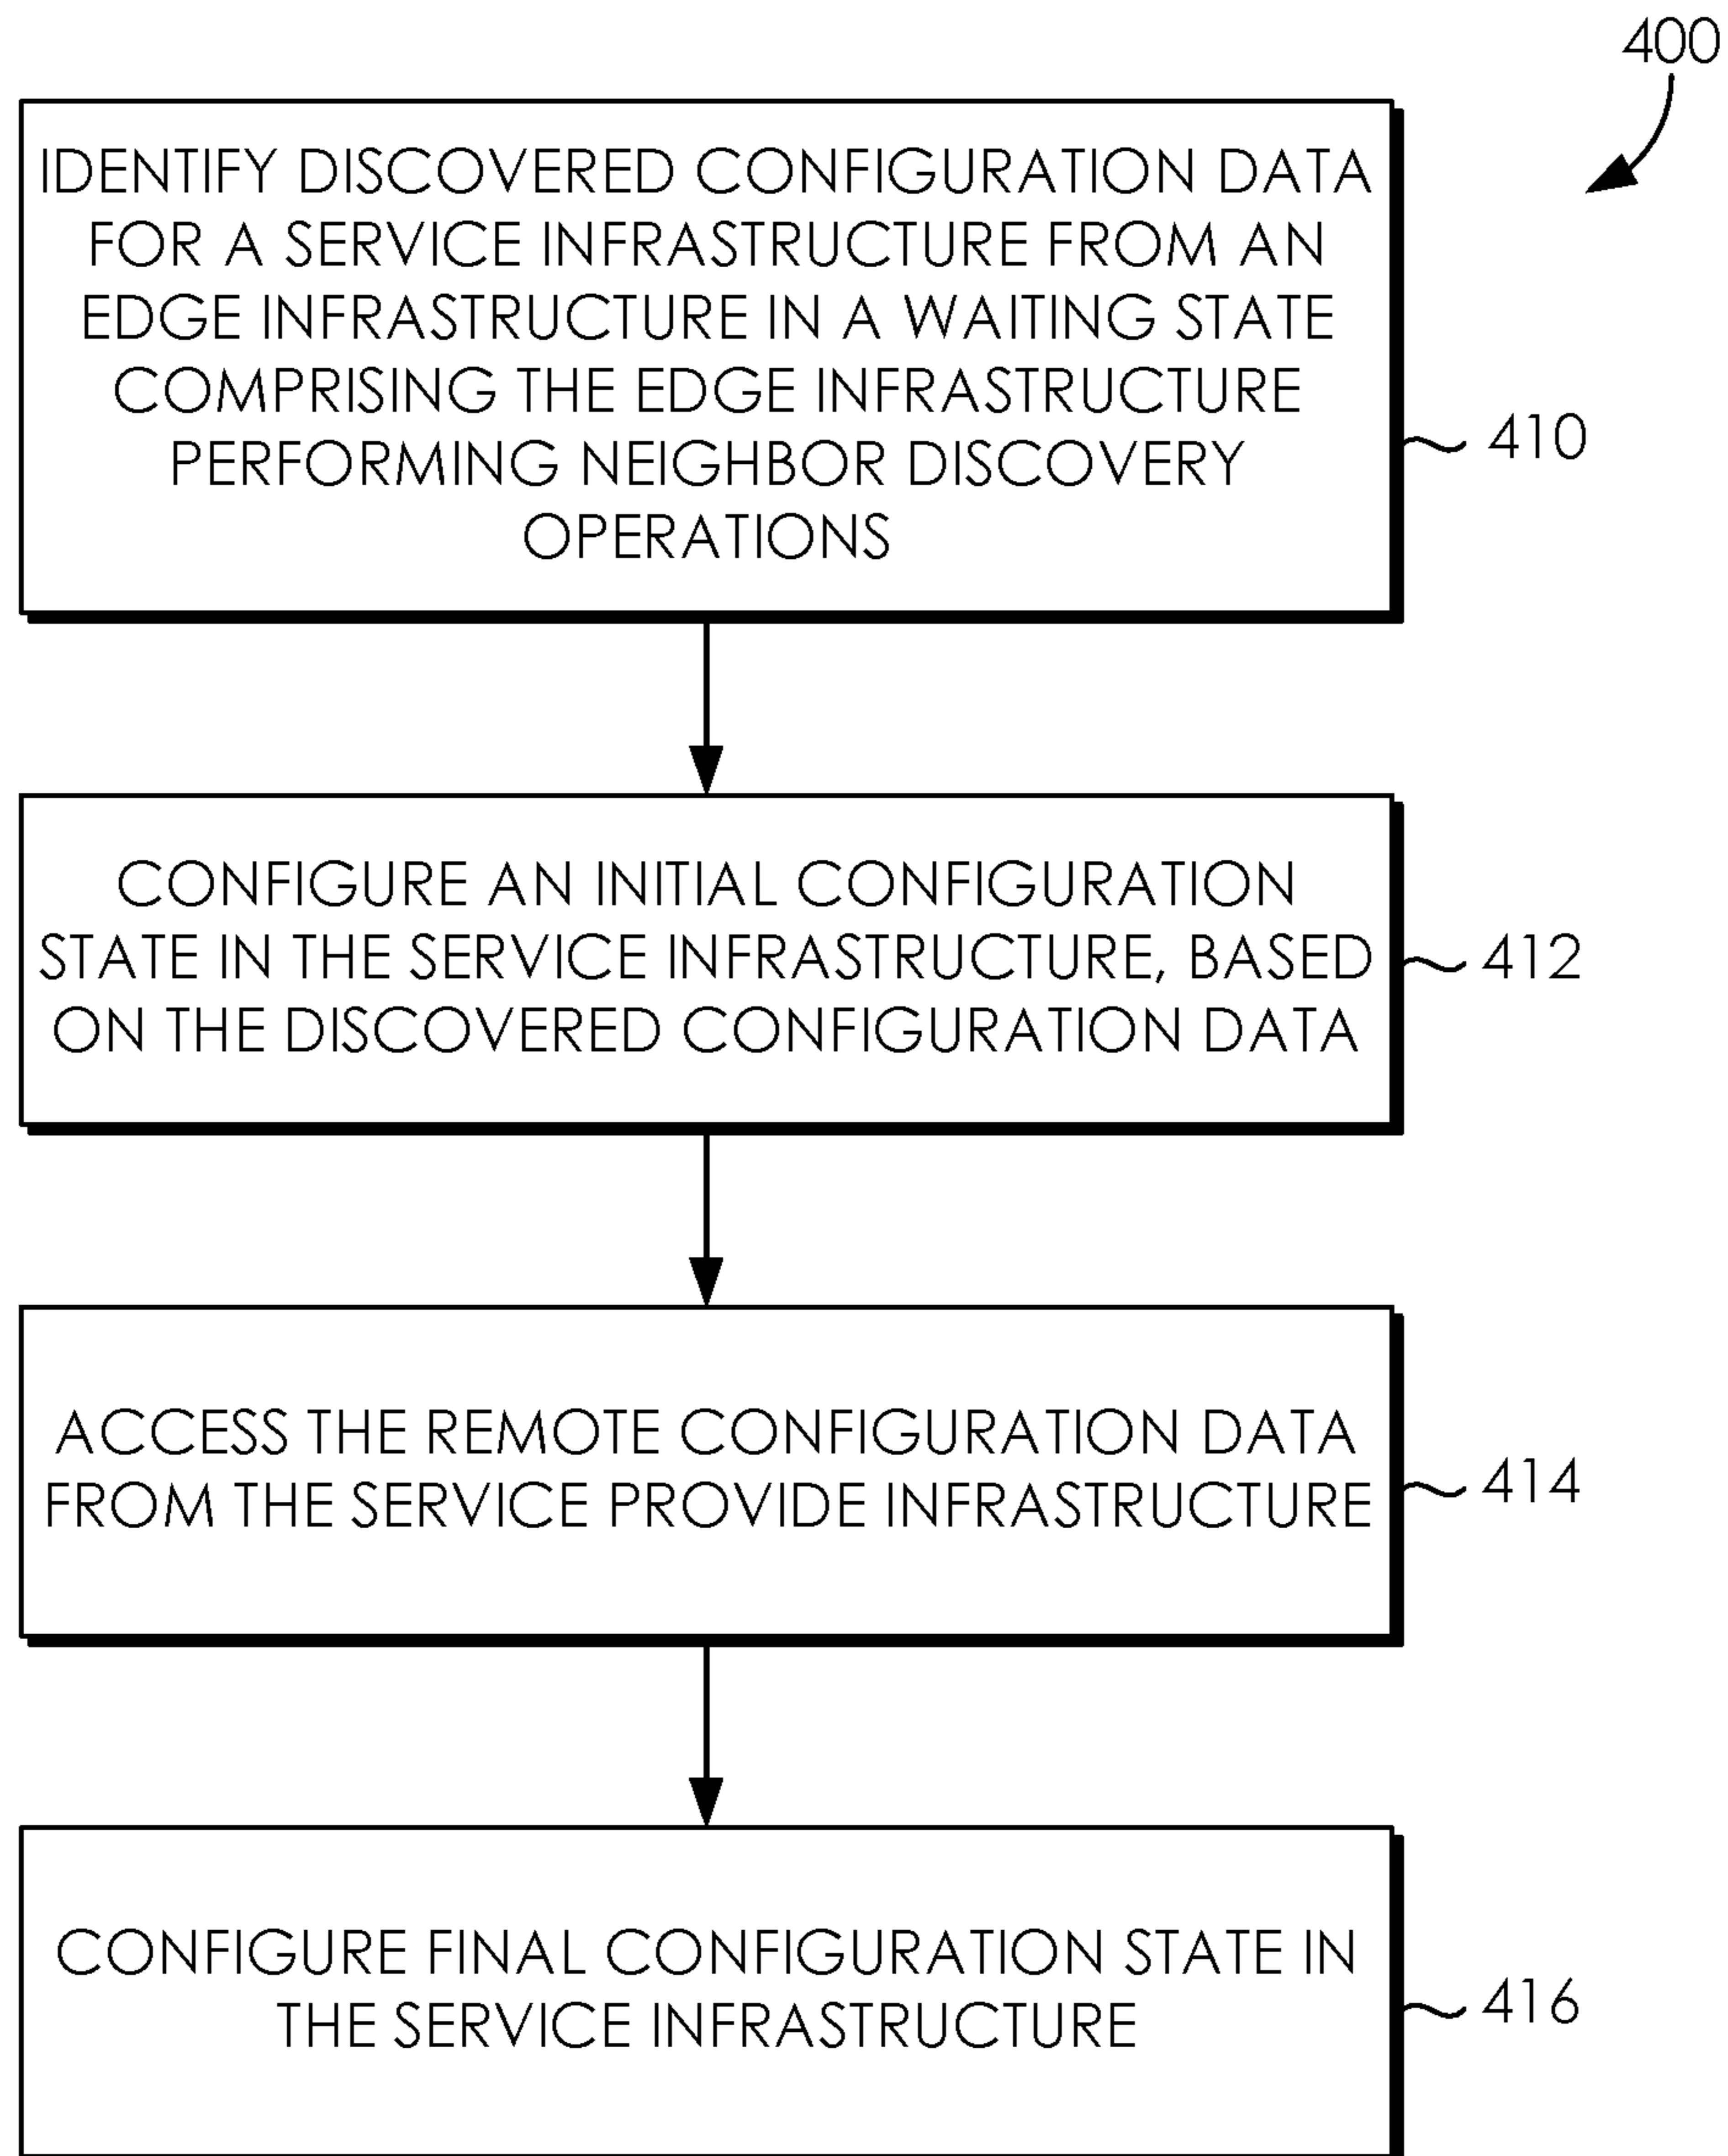 400
IDENTIFY DISCOVERED CONFIGURATION DATA
FOR A SERVICE INFRASTRUCTURE FROM AN
EDGE INFRASTRUCTURE IN A WAITING STATE
COMPRISING THE EDGE INFRASTRUCTURE
PERFORMING NEIGHBOR DISCOVERY
OPERATIONS
410
CONFIGURE AN INITIAL CONFIGURATION
STATE IN THE SERVICE INFRASTRUCTURE, BASED
ON THE DISCOVERED CONFIGURATION DATA
412
ACCESS THE REMOTE CONFIGURATION DATA
FROM THE SERVICE PROVIDE INFRASTRUCTURE
414
CONFIGURE FINAL CONFIGURATION STATE IN
THE SERVICE INFRASTRUCTURE
416